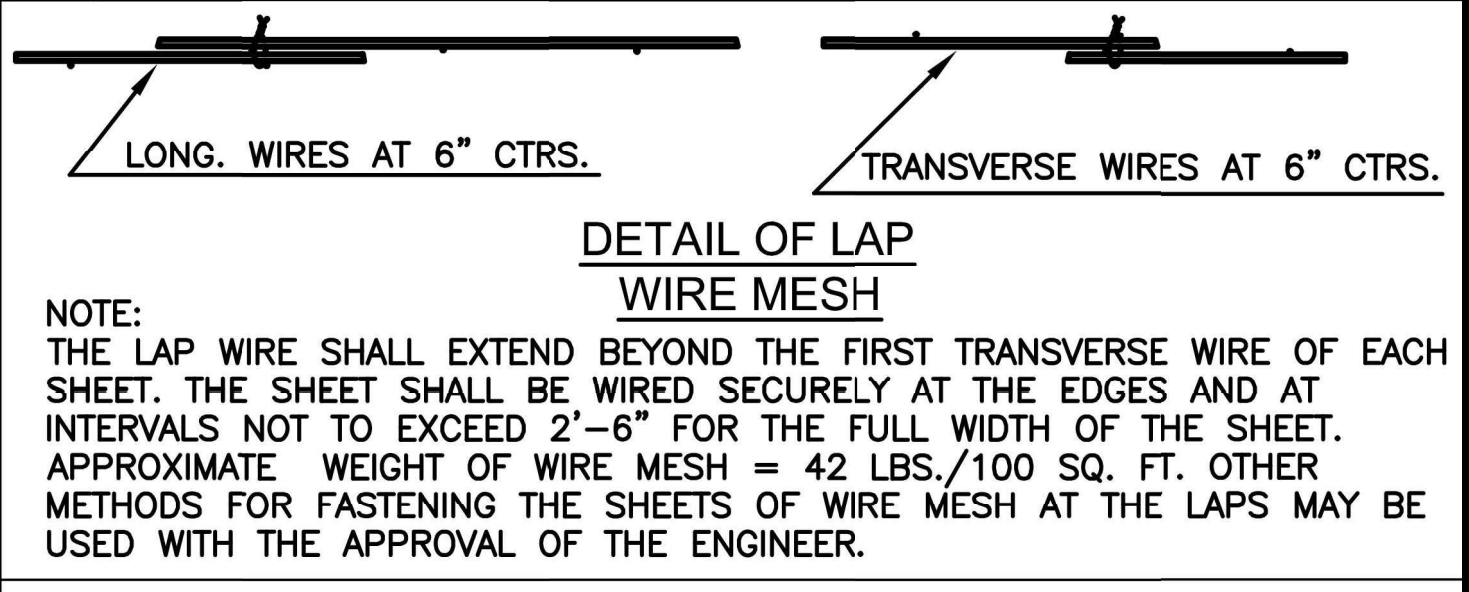 LONG. WIRES AT 6” CTRS.
TRANSVERSE WIRES AT 6” CTRS.
DETAIL OF LAP
WIRE MESH
NOTE:
THE LAP WIRE SHALL EXTEND BEYOND THE FIRST TRANSVERSE WIRE OF EACH
SHEET. THE SHEET SHALL BE WIRED SECURELY AT THE EDGES AND AT
INTERVALS NOT TO EXCEED 2’–6” FOR THE FULL WIDTH OF THE SHEET.
APPROXIMATE WEIGHT OF WIRE MESH = 42 LBS./100 SQ. FT. OTHER
METHODS FOR FASTENING THE SHEETS OF WIRE MESH AT THE LAPS MAY BE
USED WITH THE APPROVAL OF THE ENGINEER.